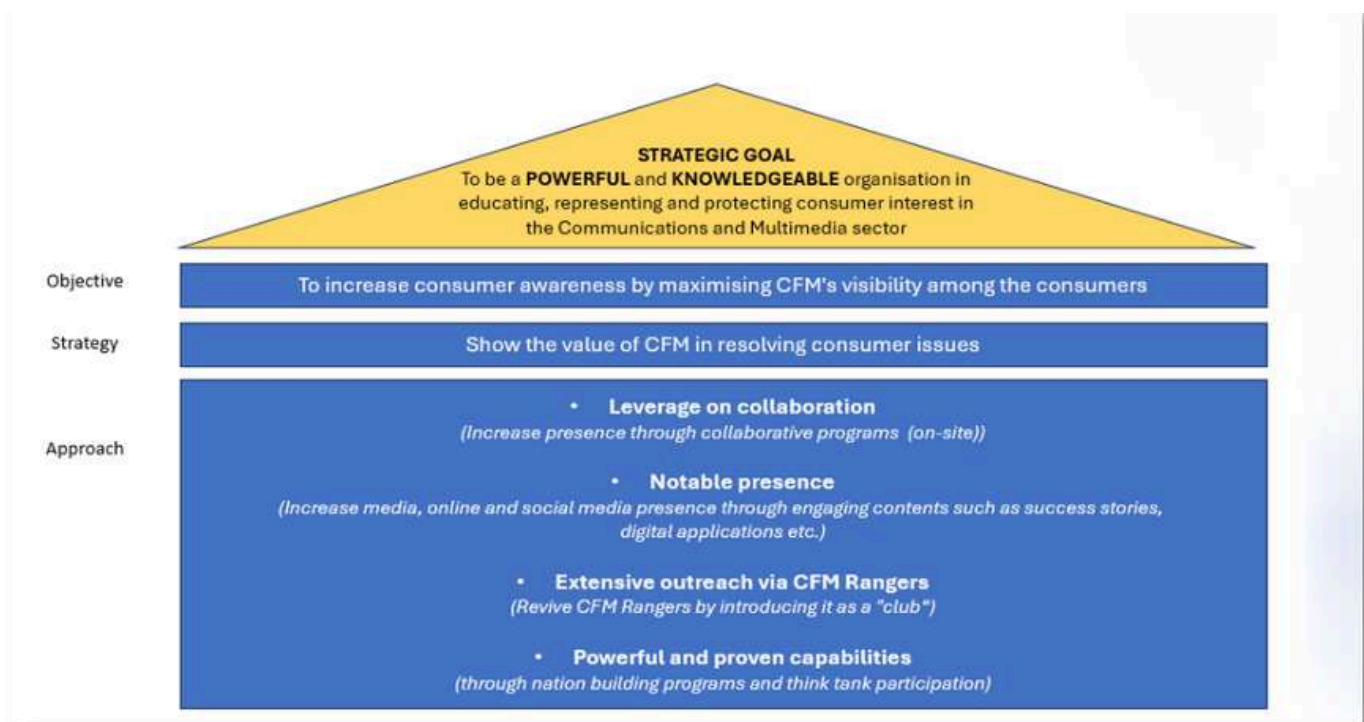 STRATEGIC GOAL
To be a POWERFUL and KNOWLEDGEABLE organisation in
educating, representing and protecting consumer interest in
the Communications and Multimedia sector
Objective
To increase consumer awareness by maximising CFM's visibility among the consumers
Strategy
Show the value of CFM in resolving consumer issues
Approach
• Leverage on collaboration
(Increase presence through collaborative programs (on-site))
• Notable presence
(Increase media, online and social media presence through engaging contents such as success stories,
digital applications etc.)
• Extensive outreach via CFM Rangers
(Revive CFM Rangers by introducing it as a "club")
• Powerful and proven capabilities
(through nation building programs and think tank participation)